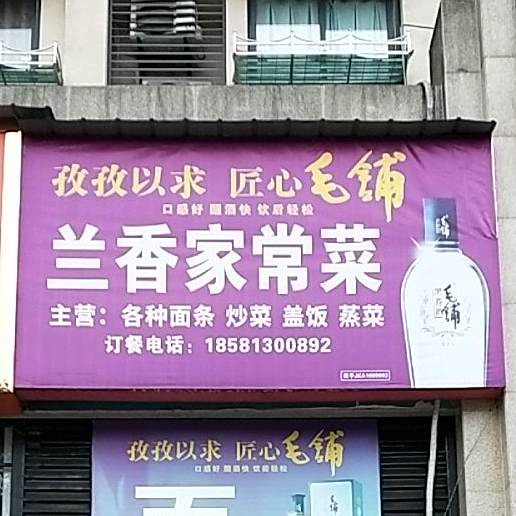 孜孜以求 匠心毛铺
口感好 醒酒快 饮后轻松
兰香家常菜
主营：各种面条 炒菜 盖饭 蒸菜
订餐电话：18581300892
毛铺
孜孜以求 匠心毛铺
口感好 醒酒快 饮后轻松